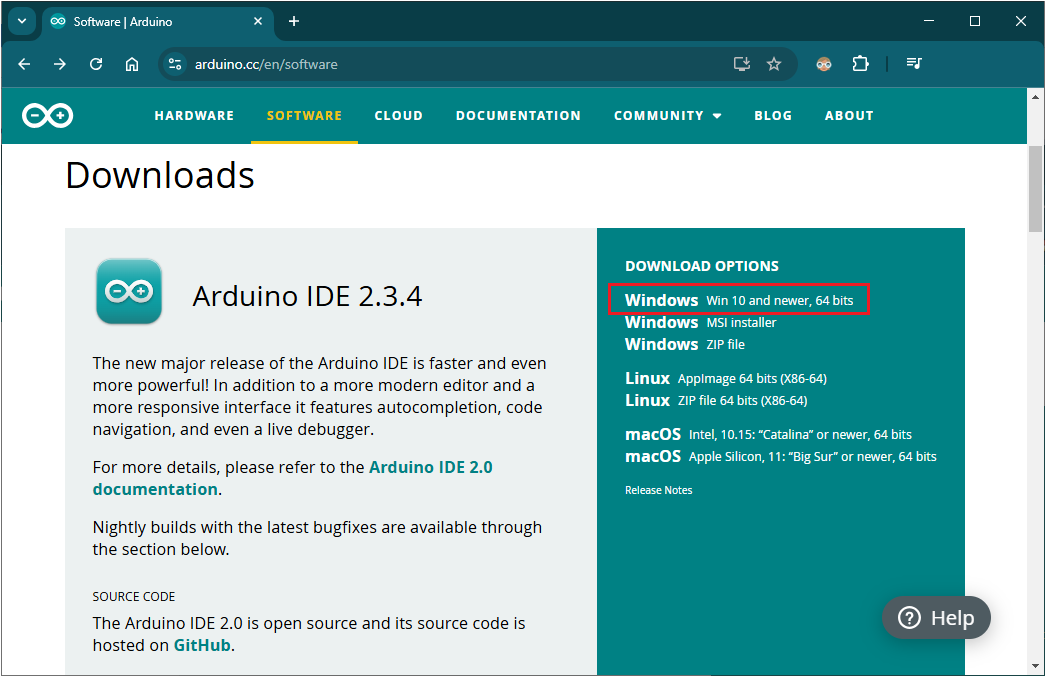 Software | Arduino
arduino.cc/en/software
HARDWARE SOFTWARE CLOUD DOCUMENTATION COMMUNITY BLOG ABOUT
Downloads
Arduino IDE 2.3.4
The new major release of the Arduino IDE is faster and even
more powerful! In addition to a more modern editor and a
more responsive interface it features autocompletion, code
navigation, and even a live debugger.
For more details, please refer to the Arduino IDE 2.0
documentation.
Nightly builds with the latest bugfixes are available through
the section below.
SOURCE CODE
The Arduino IDE 2.0 is open source and its source code is
hosted on GitHub.
DOWNLOAD OPTIONS
Windows Win 10 and newer, 64 bits
Windows MSI installer
Windows ZIP file
Linux AppImage 64 bits (X86-64)
Linux ZIP file 64 bits (X86-64)
macOS Intel, 10.15: “Catalina” or newer, 64 bits
macOS Apple Silicon, 11: “Big Sur” or newer, 64 bits
Release Notes
Help